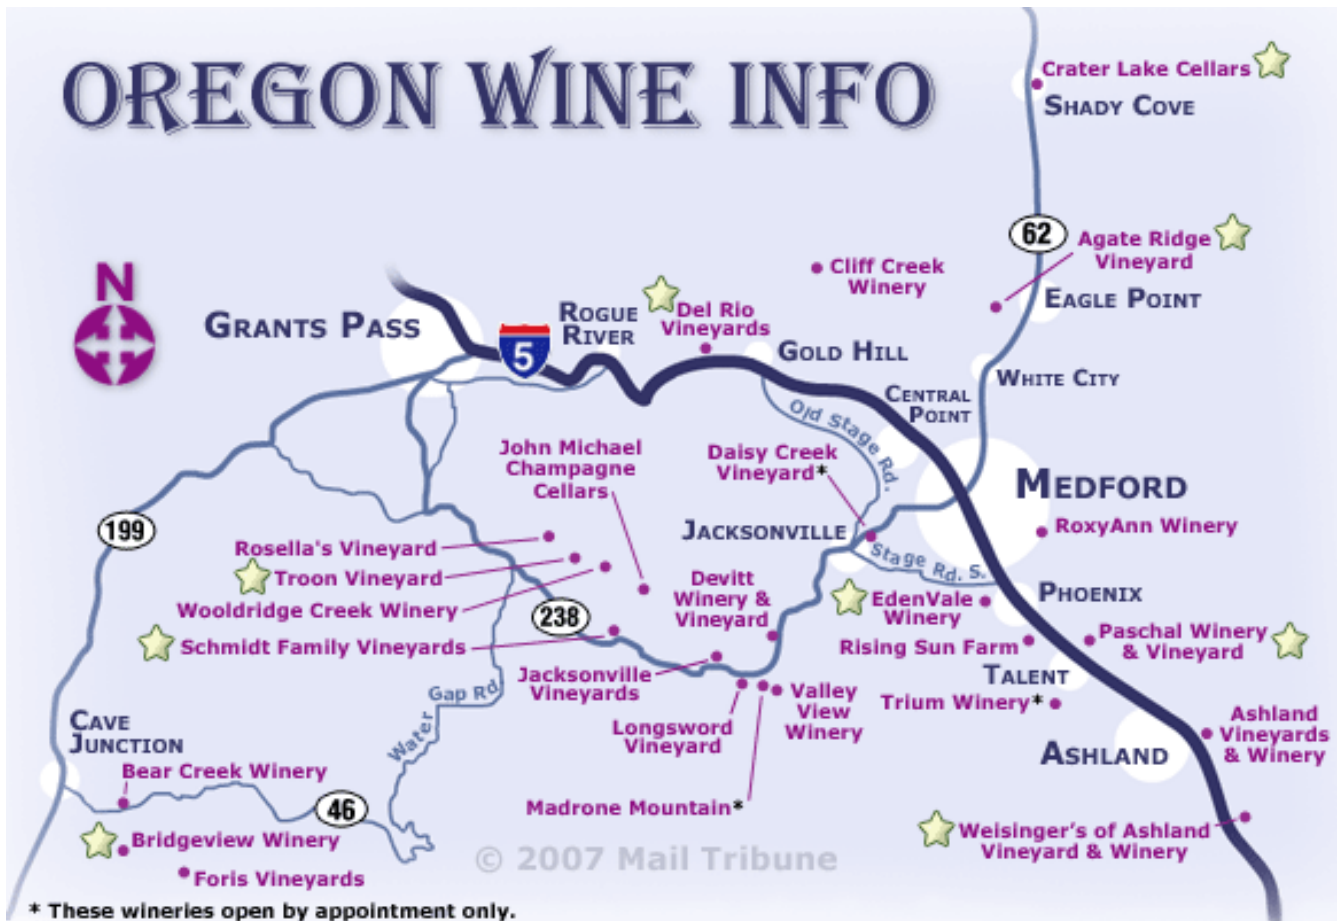 OREGON WINE INFO
Crater Lake Cellars
SHADY COVE
62
Agate Ridge
Vineyard
Cliff Creek
Winery
EAGLE POINT
N
GRANTS PASS
5
ROGUE
RIVER
Del Rio
Vineyards
GOLD HILL
WHITE CITY
CENTRAL
POINT
Old Stage Rd.
John Michael
Champagne
Cellars
Daisy Creek
Vineyard*
MEDFORD
199
JACKSONVILLE
RoxyAnn Winery
Rosella's Vineyard
Troon Vineyard
Wooldridge Creek Winery
238
Schmidt Family Vineyards
Devitt
Winery &
Vineyard
Stage Rd. S.
EdenVale
Winery
PHOENIX
Rising Sun Farm
Paschal Winery
& Vineyard
Jacksonville
Vineyards
TALENT
Trium Winery*
Water Gap Rd.
Longsword
Vineyard
Valley
View
Winery
Ashland
Vineyards
& Winery
CAVE
JUNCTION
ASHLAND
Bear Creek Winery
46
Madrone Mountain*
Bridgeview Winery
Weisinger's of Ashland
Vineyard & Winery
© 2007 Mail Tribune
Foris Vineyards
* These wineries open by appointment only.